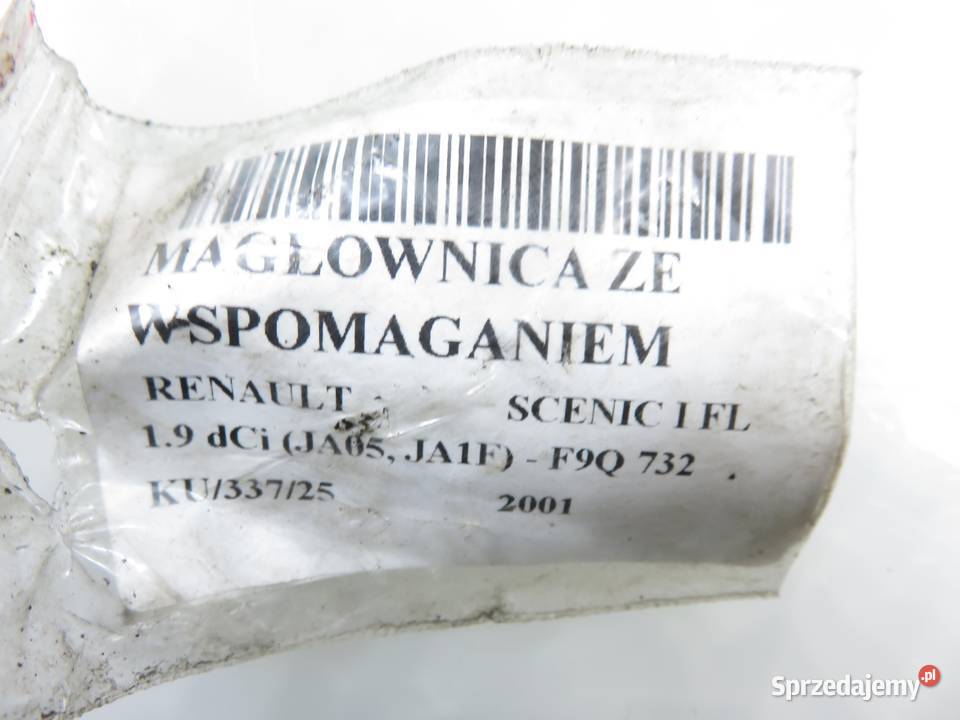 MAGŁOWNICA ZE
WSPOMAGANIEM
RENAULT SCENIC I FL
1.9 dCi (JA05, JA1F) - F9Q 732
KU/337/25 2001
Sprzedajemy.pl